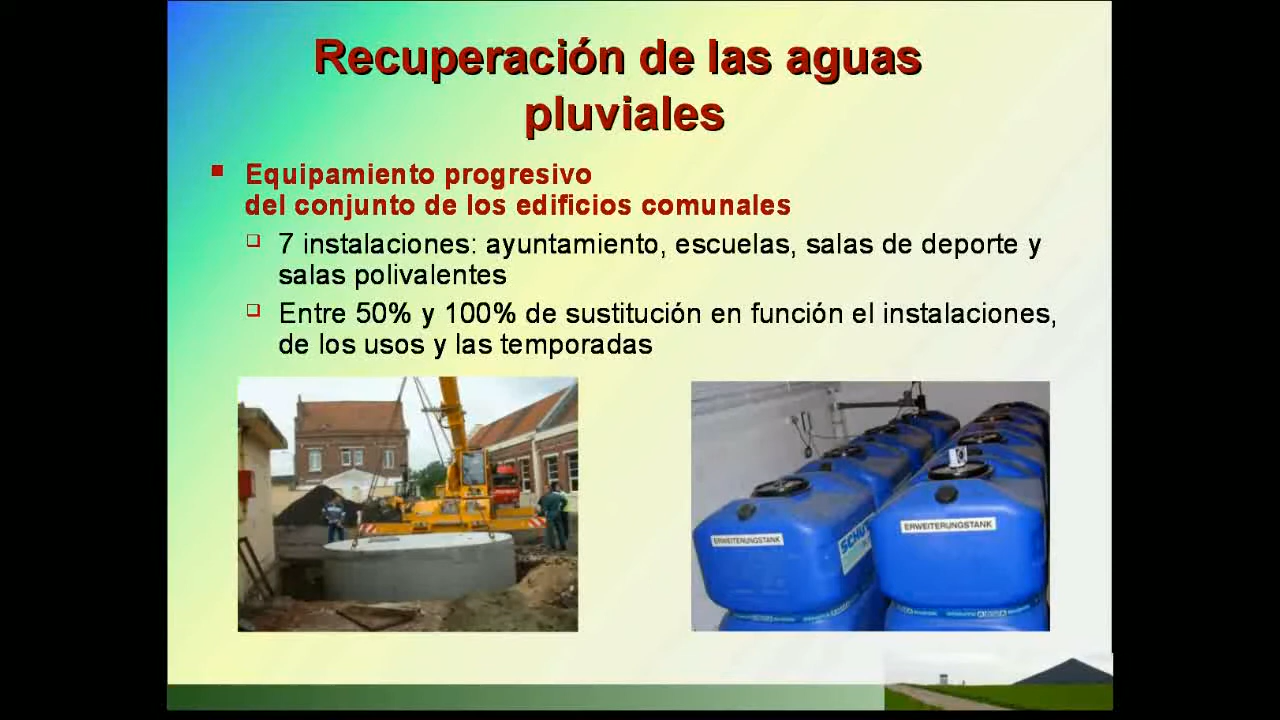 Recuperación de las aguas
pluviales
Equipamiento progresivo
del conjunto de los edificios comunales
7 instalaciones: ayuntamiento, escuelas, salas de deporte y
salas polivalentes
Entre 50% y 100% de sustitución en función el instalaciones,
de los usos y las temporadas
ERWEITERUNGSTANK
ERWEITERUNGSTANK